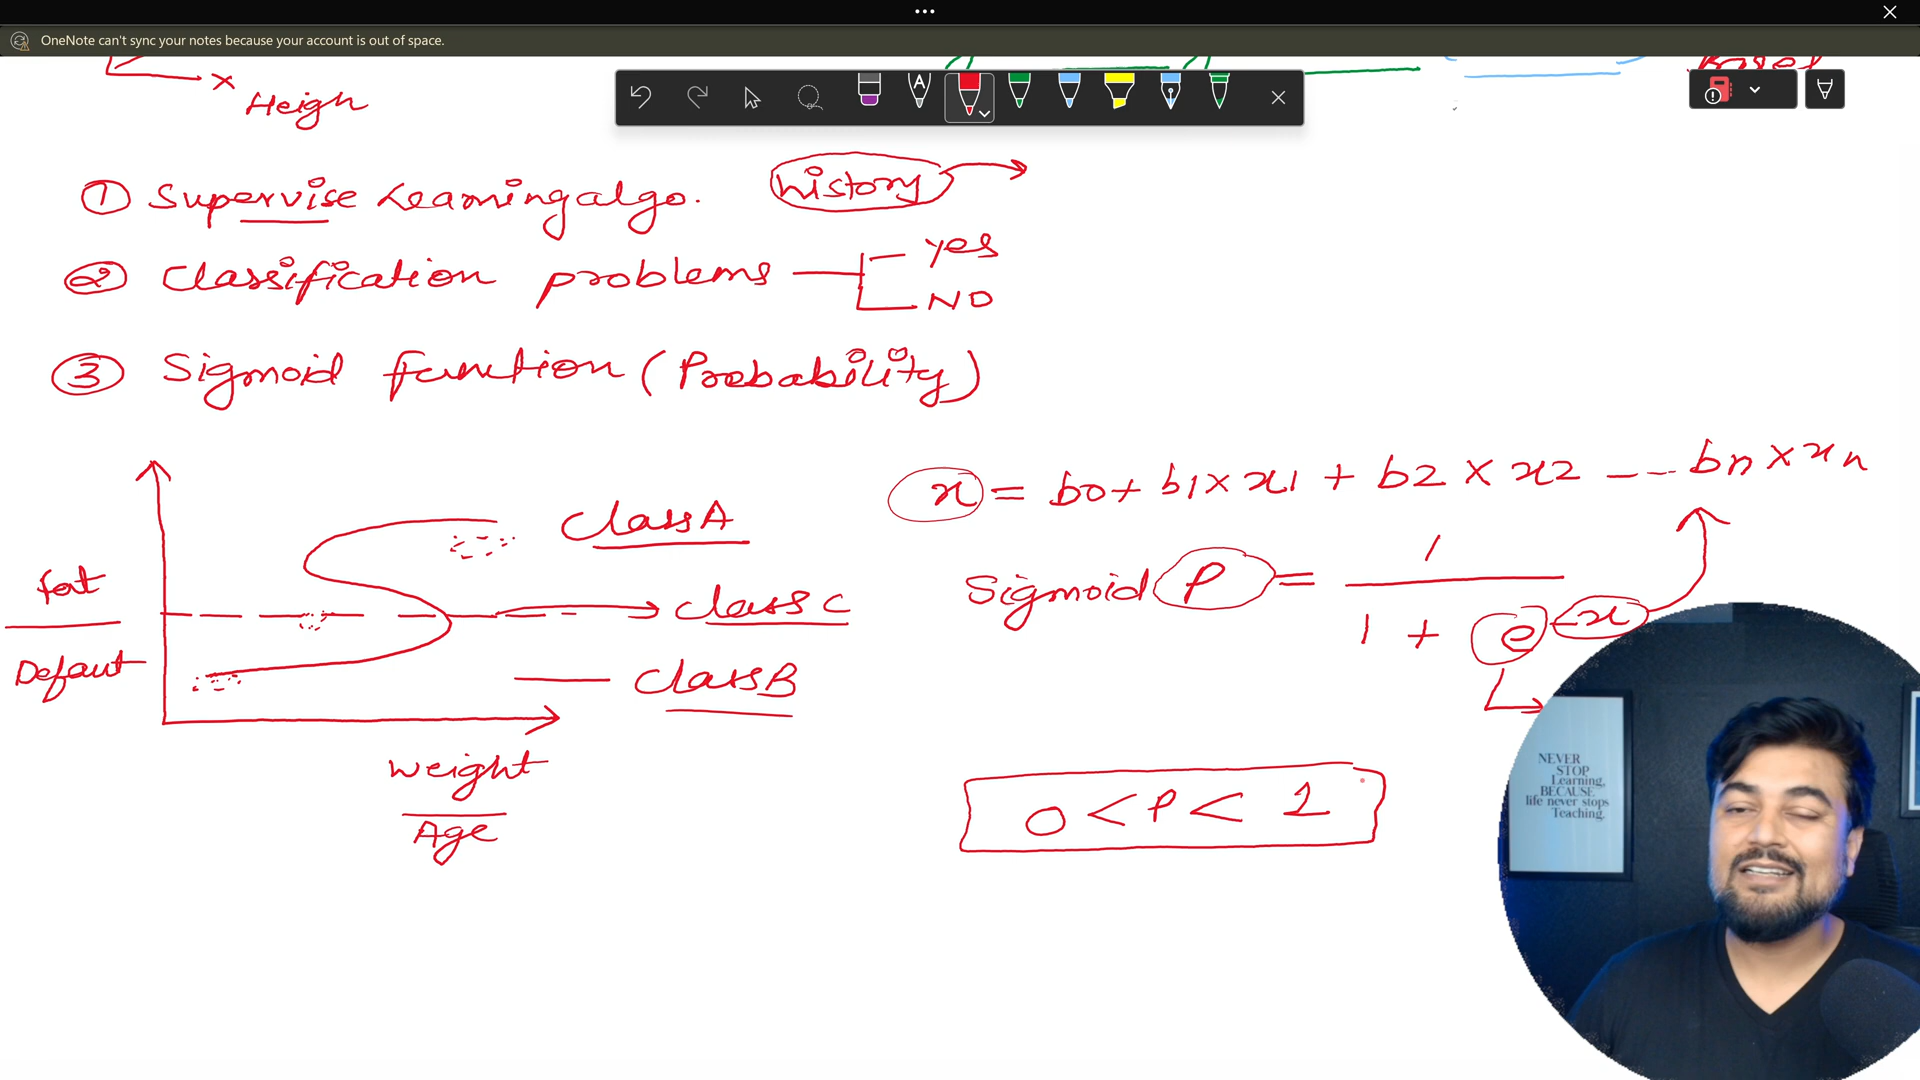 OneNote can't sync your notes because your account is out of space.
X
Heigh
① Supervise Learning algo. history
② Classification problems yes
NO
③ Sigmoid function (Probability)
x = b0 + b1 × x1 + b2 × x2 -- bn × xn
Class A
Sigmoid P = 1
1 + e -x
fat
Class C
Defaut
Class B
Weight
Age
0 < P < 1
NEVER
STOP
Learning,
BECAUSE
life never stops
Teaching.